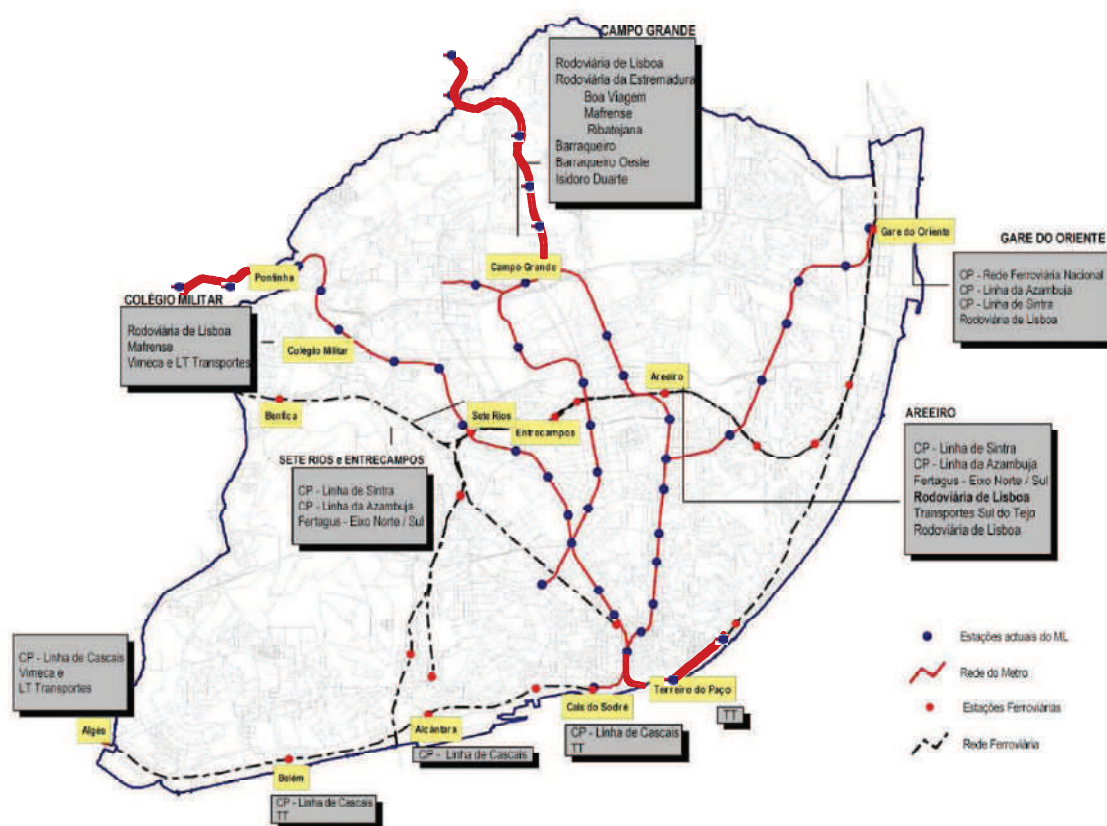 CAMPO GRANDE
Rodoviária de Lisboa
Rodoviária da Estremadura
Boa Viagem
Mafrense
Ribatejana
Barraqueiro
Barraqueiro Oeste
Isidoro Duarte
Gare do Oriente
GARE DO ORIENTE
CP - Rede Ferroviária Nacional
CP - Linha da Azambuja
CP - Linha de Sintra
Rodoviária de Lisboa
Campo Grande
Pontinha
COLÉGIO MILITAR
Rodoviária de Lisboa
Mafrense
Vimeca e LT Transportes
Colégio Militar
Areeiro
Benfica
Sete Rios
Entrecampos
AREEIRO
CP - Linha de Sintra
CP - Linha da Azambuja
Fertagus - Eixo Norte / Sul
Rodoviária de Lisboa
Transportes Sul do Tejo
Rodoviária de Lisboa
SETE RIOS e ENTRECAMPOS
CP - Linha de Sintra
CP - Linha da Azambuja
Fertagus - Eixo Norte / Sul
CP - Linha de Cascais
Vimeca e
LT Transportes
Algés
Estações actuais do ML
Rede do Metro
Estações Ferroviárias
Rede Ferroviária
Terreiro do Paço
TT
Cais do Sodré
CP - Linha de Cascais
TT
Alcântara
CP - Linha de Cascais
Belém
CP - Linha de Cascais
TT